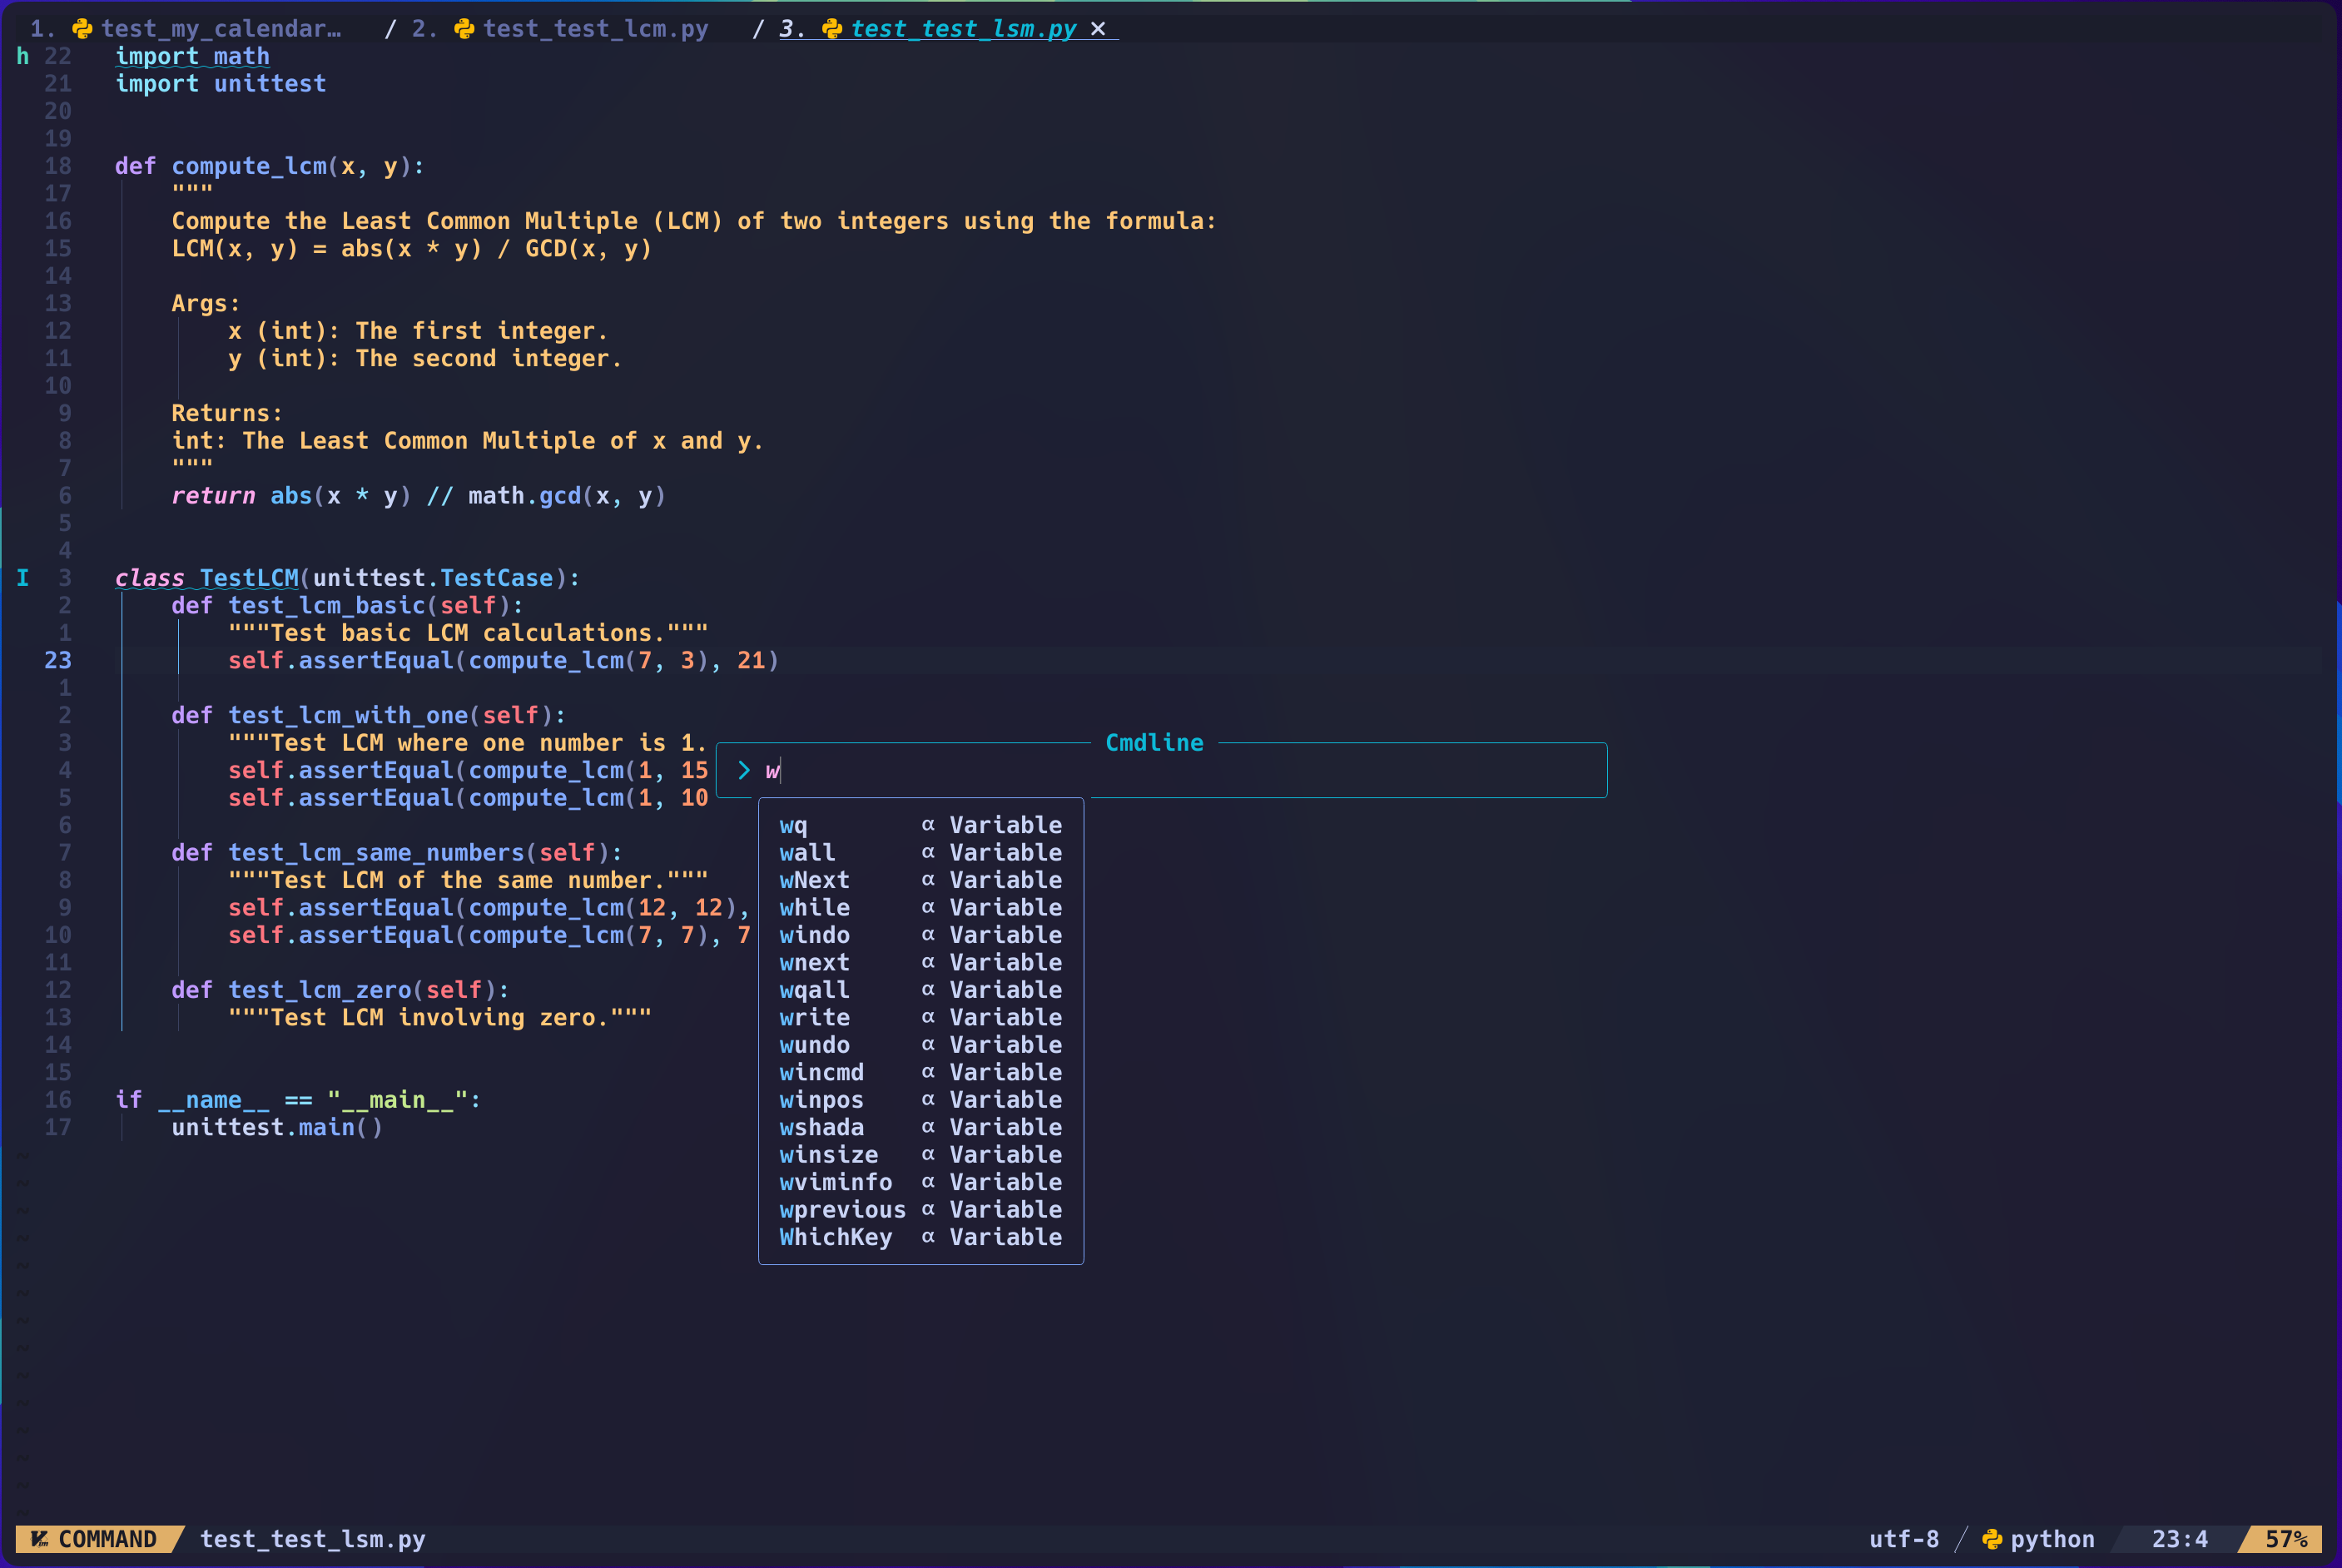 1. test_my_calendar… / 2. test_test_lcm.py / 3. test_test_lsm.py ×
h 22 import math
21 import unittest
20
19
18 def compute_lcm(x, y):
17 """
16 Compute the Least Common Multiple (LCM) of two integers using the formula:
15 LCM(x, y) = abs(x * y) / GCD(x, y)
14
13 Args:
12 x (int): The first integer.
11 y (int): The second integer.
10
9 Returns:
8 int: The Least Common Multiple of x and y.
7 """
6 return abs(x * y) // math.gcd(x, y)
5
4
I 3 class TestLCM(unittest.TestCase):
2 def test_lcm_basic(self):
1 """Test basic LCM calculations."""
23 self.assertEqual(compute_lcm(7, 3), 21)
1
2 def test_lcm_with_one(self):
3 """Test LCM where one number is 1.
4 self.assertEqual(compute_lcm(1, 15
5 self.assertEqual(compute_lcm(1, 10
6
7 def test_lcm_same_numbers(self):
8 """Test LCM of the same number."""
9 self.assertEqual(compute_lcm(12, 12),
10 self.assertEqual(compute_lcm(7, 7), 7
11
12 def test_lcm_zero(self):
13 """Test LCM involving zero."""
14
15
16 if __name__ == "__main__":
17 unittest.main()
Cmdline
> w
wq α Variable
wall α Variable
wNext α Variable
while α Variable
windo α Variable
wnext α Variable
wqall α Variable
write α Variable
wundo α Variable
wincmd α Variable
winpos α Variable
wshada α Variable
winsize α Variable
wviminfo α Variable
wprevious α Variable
WhichKey α Variable
COMMAND test_test_lsm.py utf-8 / python 23:4 57%